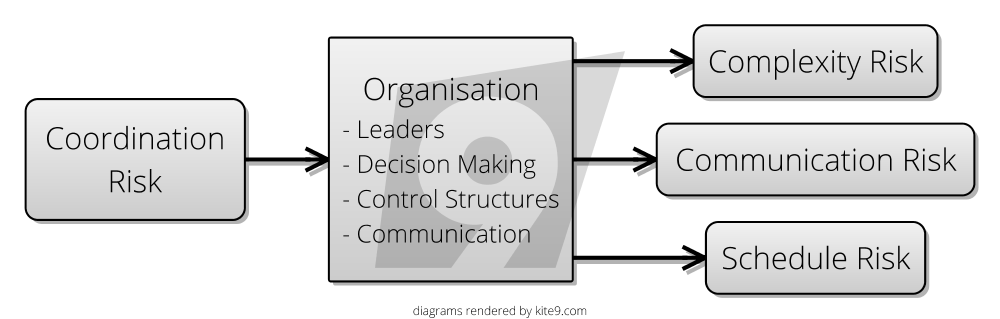 Coordination
Risk
Organisation
- Leaders
- Decision Making
- Control Structures
- Communication
Complexity Risk
Communication Risk
Schedule Risk
diagrams rendered by kite9.com